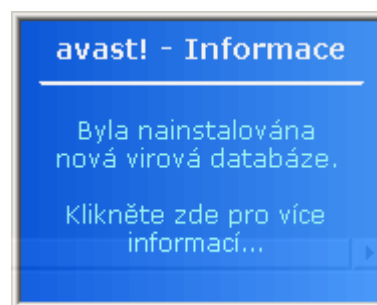 avast! - Informace
Byla nainstalována
nová virová databáze.
Klikněte zde pro více
informací...